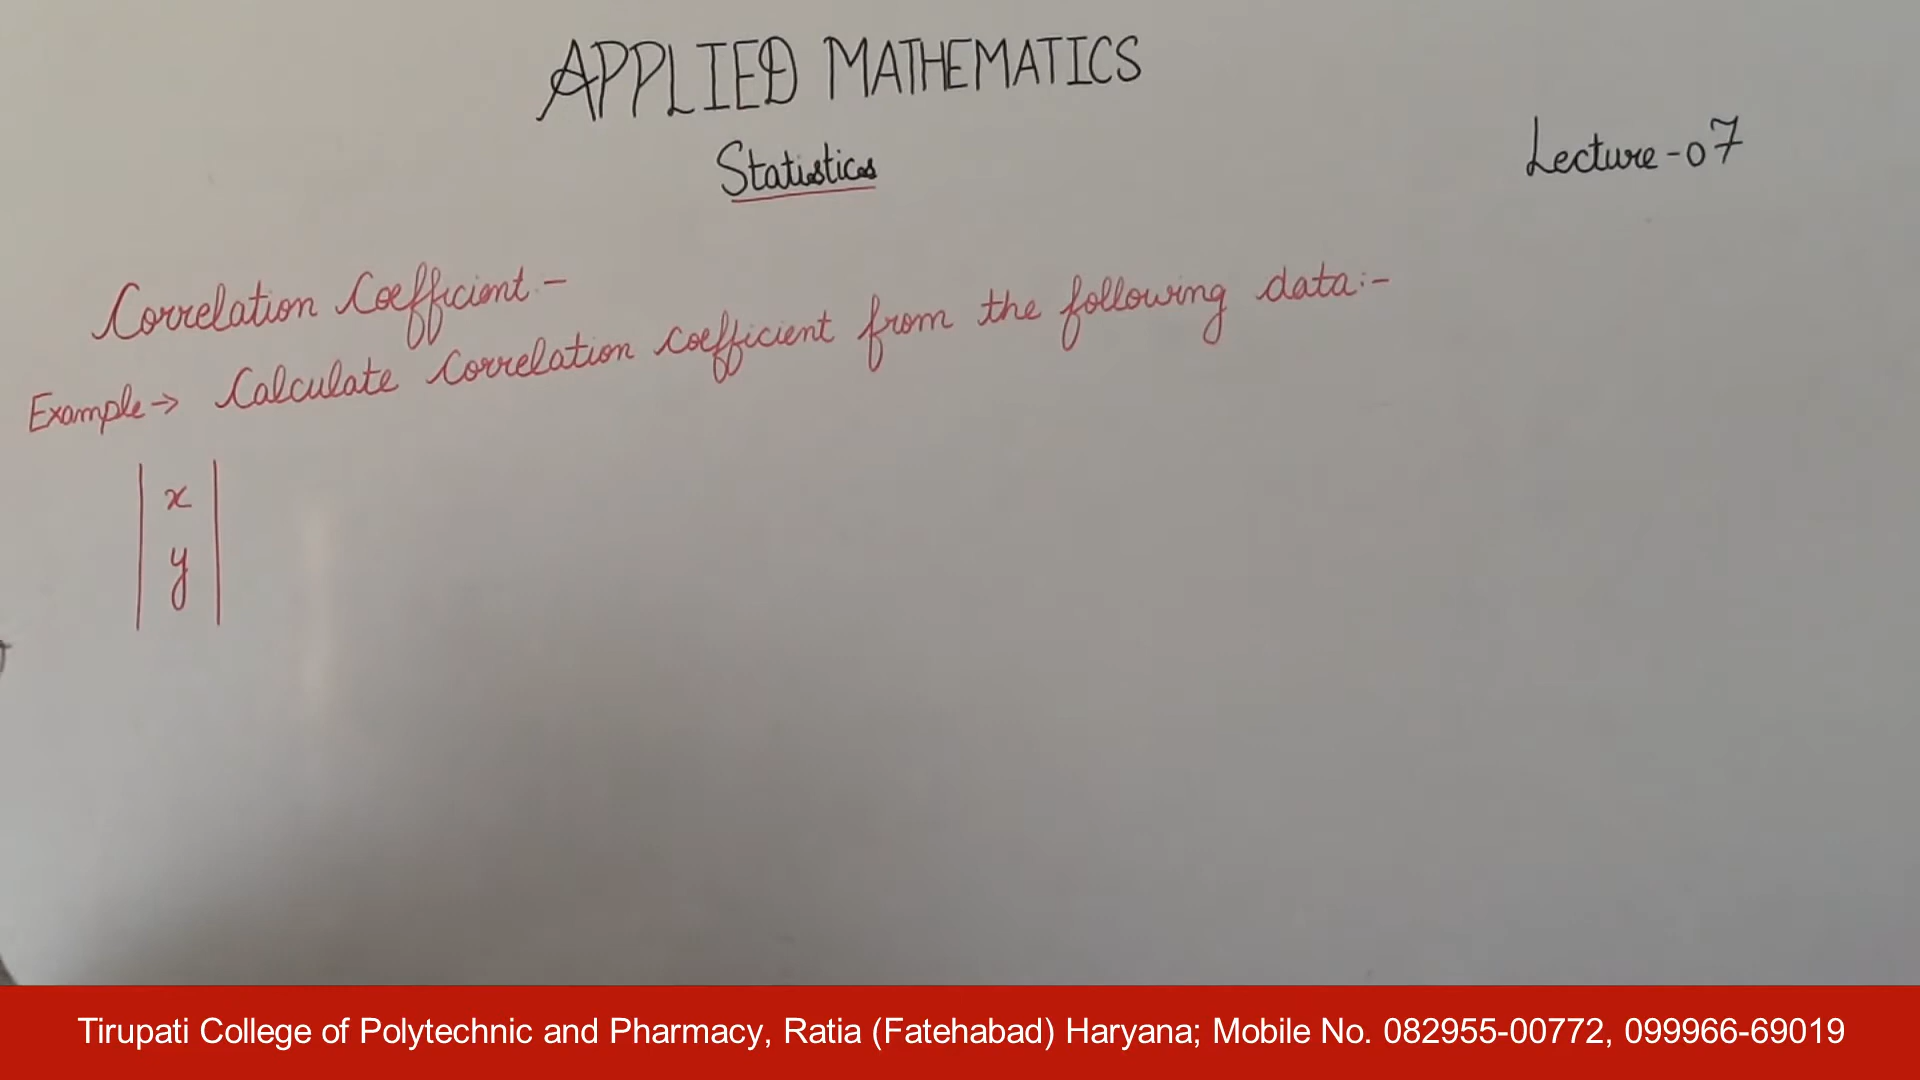 APPLIED MATHEMATICS
Statistics
Lecture-07
Correlation Coefficient:-
Example→ Calculate Correlation coefficient from the following data:-
x
y
Tirupati College of Polytechnic and Pharmacy, Ratia (Fatehabad) Haryana; Mobile No. 082955-00772, 099966-69019